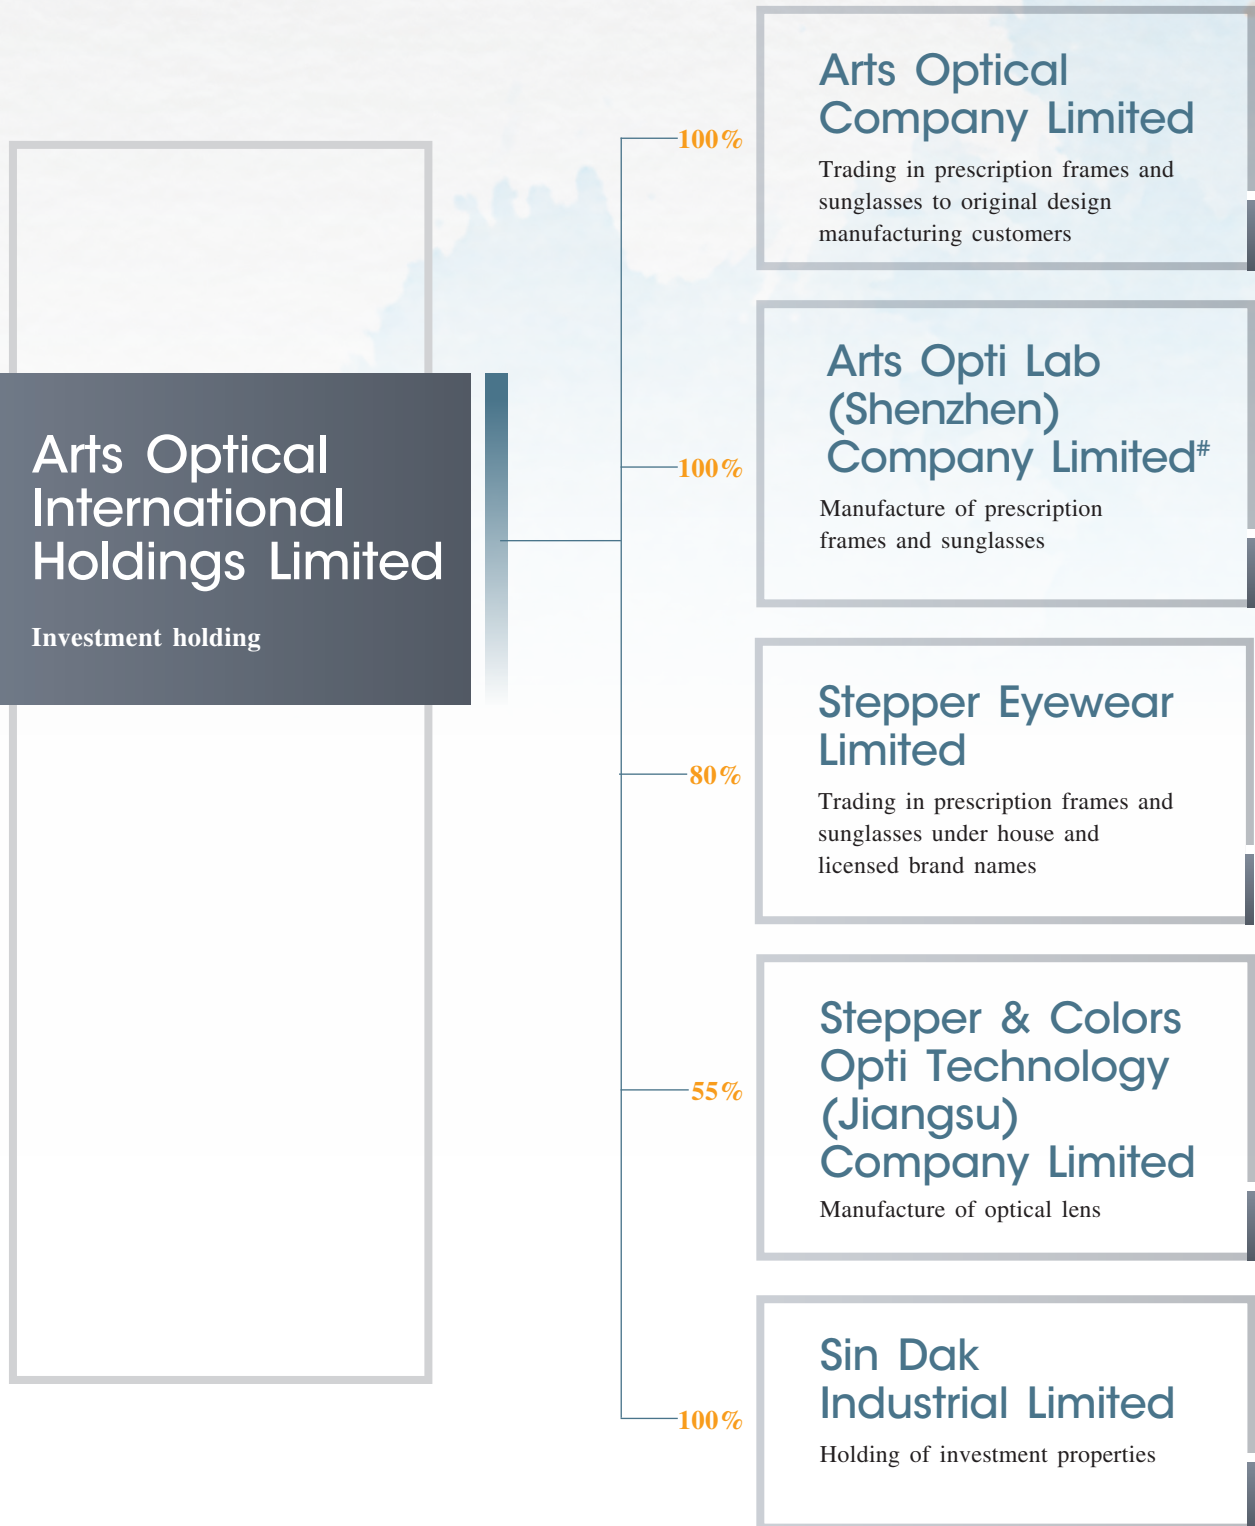 Arts Optical
International
Holdings Limited
Investment holding
100%
Arts Optical
Company Limited
Trading in prescription frames and
sunglasses to original design
manufacturing customers
100%
Arts Opti Lab
(Shenzhen)
Company Limited#
Manufacture of prescription
frames and sunglasses
80%
Stepper Eyewear
Limited
Trading in prescription frames and
sunglasses under house and
licensed brand names
55%
Stepper & Colors
Opti Technology
(Jiangsu)
Company Limited
Manufacture of optical lens
100%
Sin Dak
Industrial Limited
Holding of investment properties